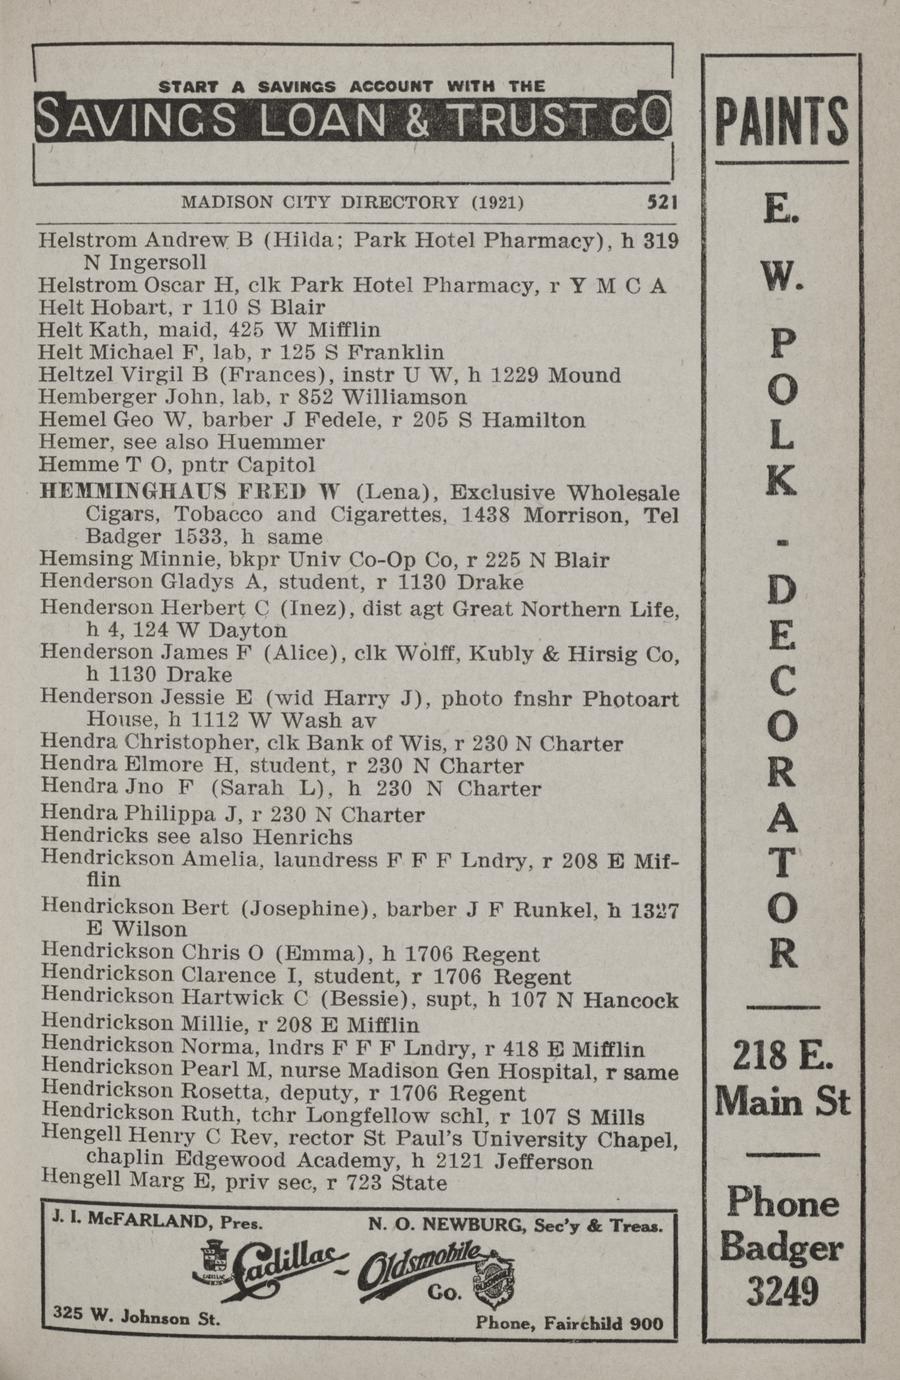 START A SAVINGS ACCOUNT WITH THE
SAVINGS LOAN & TRUST CO
MADISON CITY DIRECTORY (1921) 521
Helstrom Andrew B (Hilda; Park Hotel Pharmacy), h 319
N Ingersoll
Helstrom Oscar H, clk Park Hotel Pharmacy, r Y M C A
Helt Hobart, r 110 S Blair
Helt Kath, maid, 425 W Mifflin
Helt Michael F, lab, r 125 S Franklin
Heltzel Virgil B (Frances), instr U W, h 1229 Mound
Hemberger John, lab, r 852 Williamson
Hemel Geo W, barber J Fedele, r 205 S Hamilton
Hemer, see also Huemmer
Hemme T O, pntr Capitol
HEMMINGHAUS FRED W (Lena), Exclusive Wholesale
Cigars, Tobacco and Cigarettes, 1438 Morrison, Tel
Badger 1533, h same
Hemsing Minnie, bkpr Univ Co-Op Co, r 225 N Blair
Henderson Gladys A, student, r 1130 Drake
Henderson Herbert C (Inez), dist agt Great Northern Life,
h 4, 124 W Dayton
Henderson James F (Alice), clk Wolff, Kubly & Hirsig Co,
h 1130 Drake
Henderson Jessie E (wid Harry J), photo fnshr Photoart
House, h 1112 W Wash av
Hendra Christopher, clk Bank of Wis, r 230 N Charter
Hendra Elmore H, student, r 230 N Charter
Hendra Jno F (Sarah L), h 230 N Charter
Hendra Philippa J, r 230 N Charter
Hendricks see also Henrichs
Hendrickson Amelia, laundress F F F Lndry, r 208 E Mif-
flin
Hendrickson Bert (Josephine), barber J F Runkel, h 1327
E Wilson
Hendrickson Chris O (Emma), h 1706 Regent
Hendrickson Clarence I, student, r 1706 Regent
Hendrickson Hartwick C (Bessie), supt, h 107 N Hancock
Hendrickson Millie, r 208 E Mifflin
Hendrickson Norma, lndrs F F F Lndry, r 418 E Mifflin
Hendrickson Pearl M, nurse Madison Gen Hospital, r same
Hendrickson Rosetta, deputy, r 1706 Regent
Hendrickson Ruth, tchr Longfellow schl, r 107 S Mills
Hengell Henry C Rev, rector St Paul's University Chapel,
chaplin Edgewood Academy, h 2121 Jefferson
Hengell Marg E, priv sec, r 723 State
J. I. McFARLAND, Pres. N. O. NEWBURG, Sec'y & Treas.
Cadillac - Oldsmobile
Co.
325 W. Johnson St. Phone, Fairchild 900
PAINTS
E.
W.
P
O
L
K
-
D
E
C
O
R
A
T
O
R
218 E.
Main St
Phone
Badger
3249